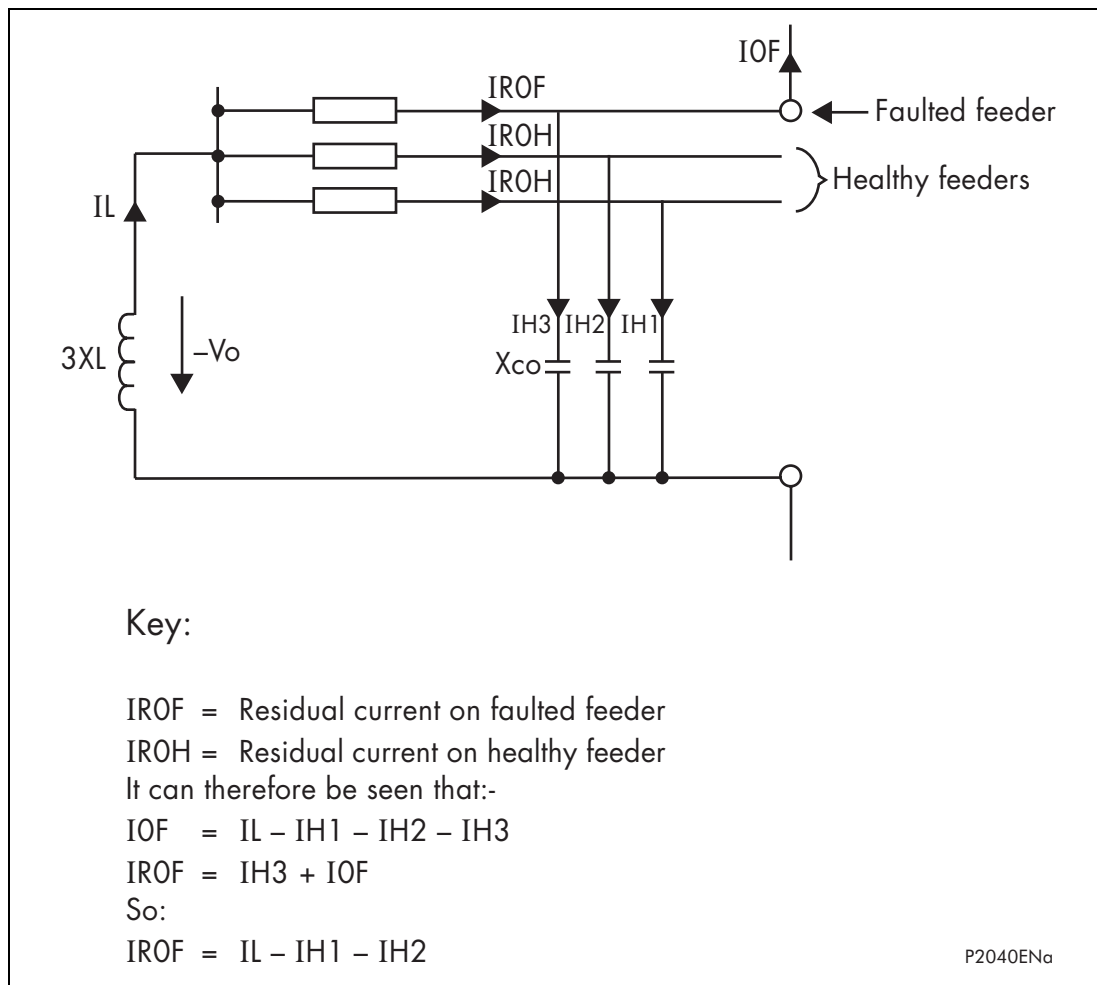 IOF
IROF
Faulted feeder
IROH
IROH
Healthy feeders
IL
IH3 IH2 IH1
3XL
–Vo
Xco
Key:
IROF = Residual current on faulted feeder
IROH = Residual current on healthy feeder
It can therefore be seen that:-
IOF = IL – IH1 – IH2 – IH3
IROF = IH3 + IOF
So:
IROF = IL – IH1 – IH2
P2040ENa